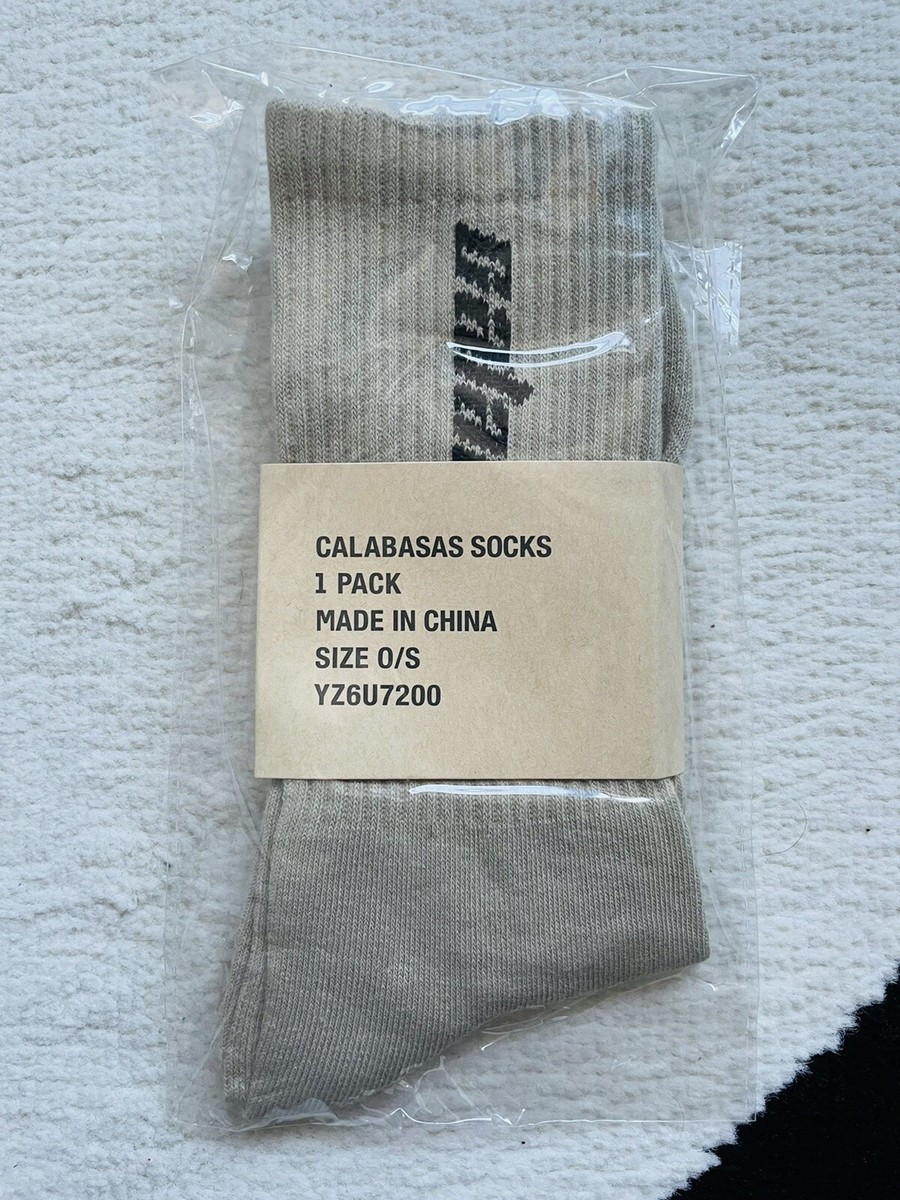 CALABASAS SOCKS
1 PACK
MADE IN CHINA
SIZE O/S
YZ6U7200